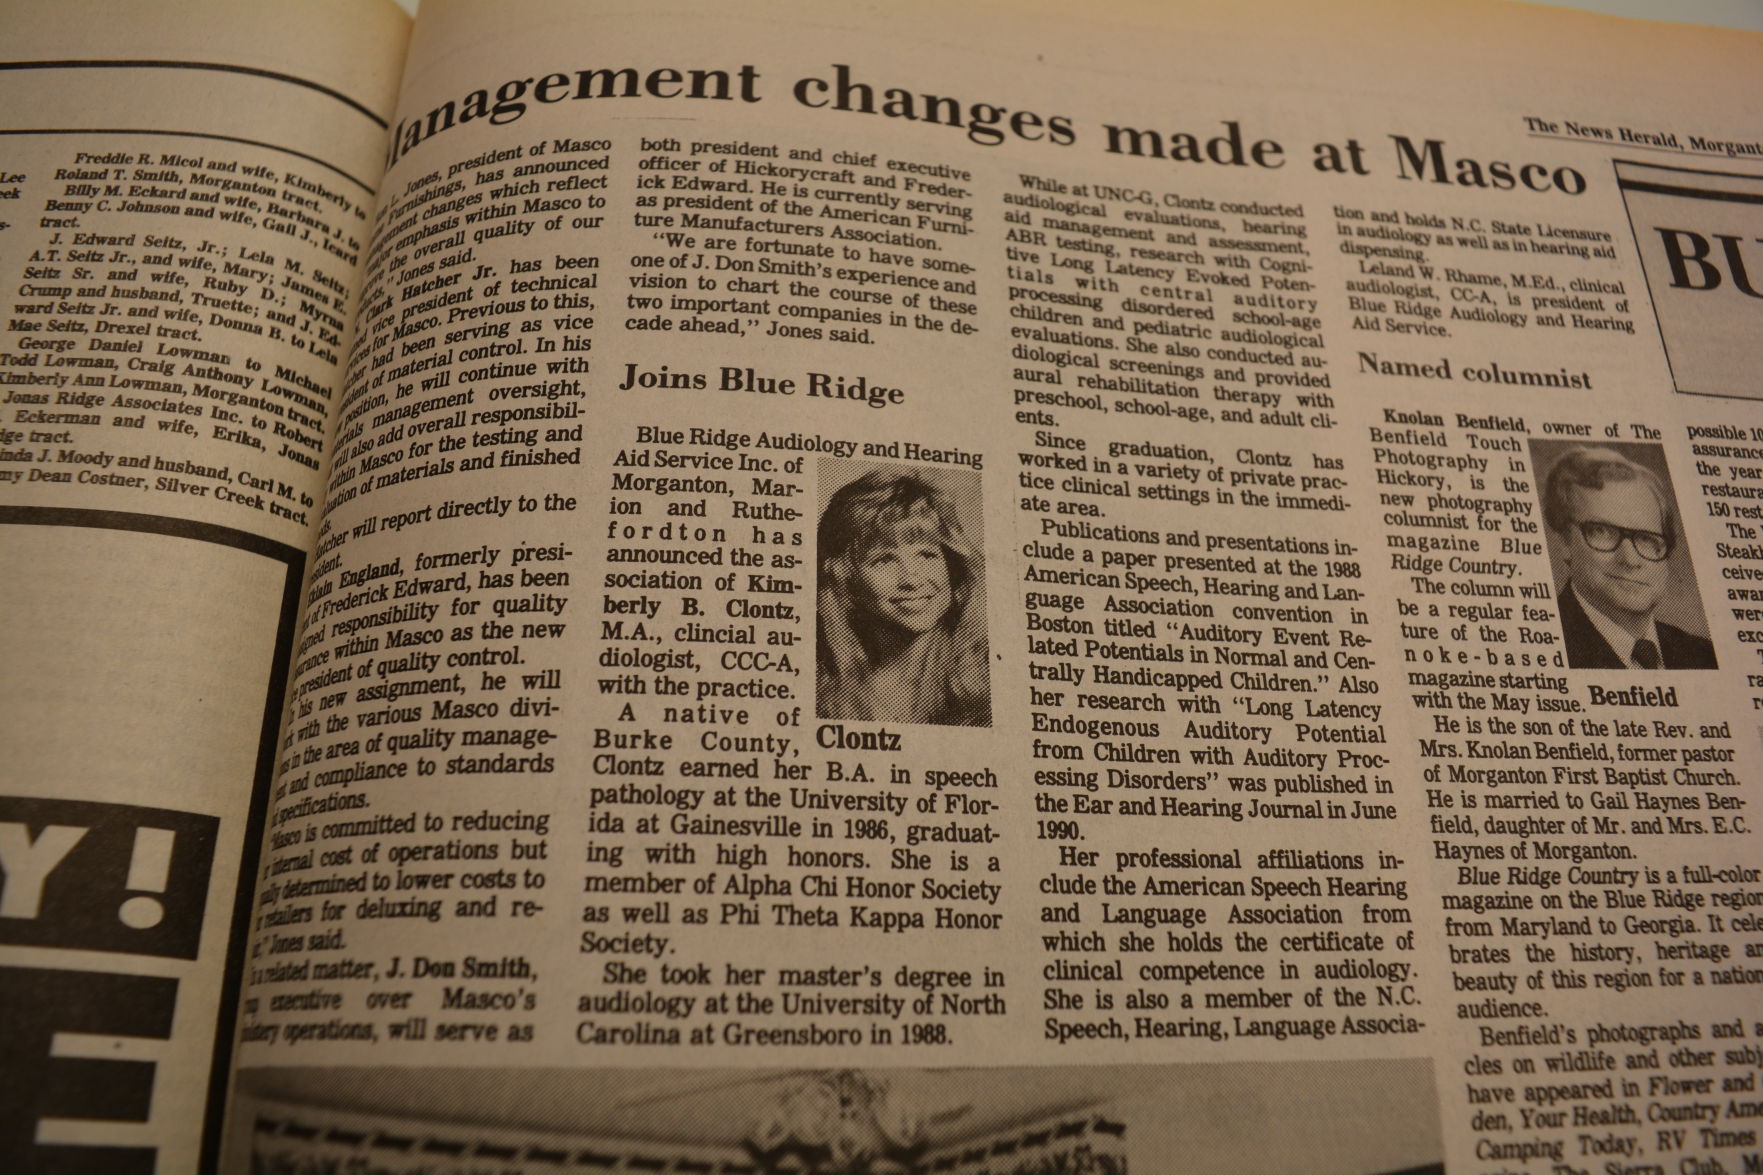 Lee
Freddie R. Micol and wife, Kimberly to
Roland T. Smith, Morganton tract.
Billy M. Eckard and wife, Barbara J. to
Benny C. Johnson and wife, Gail J., Icard
tract.
J. Edward Seitz, Jr.; Lela M. Seitz;
A.T. Seitz Jr., and wife, Mary; James E.
Seitz Sr. and wife, Ruby D.; Myrna
Crump and husband, Truette; and J. Ed-
ward Seitz Jr. and wife, Donna B. to Lela
Mae Seitz, Drexel tract.
George Daniel Lowman to Michael
Todd Lowman, Craig Anthony Lowman,
Kimberly Ann Lowman, Morganton tract.
Jonas Ridge Associates Inc. to Robert
Eckerman and wife, Erika, Jonas
tract.
J. Moody and husband, Carl M. to
Dean Costner, Silver Creek tract.
Y!
E
Management changes made at Masco
Jones, president of Masco
Furnishings, has announced
changes which reflect
emphasis within Masco to
the overall quality of our
Jones said.
Clark Hatcher Jr. has been
vice president of technical
for Masco. Previous to this,
had been serving as vice
of material control. In his
position, he will continue with
management oversight,
will also add overall responsibil-
within Masco for the testing and
of materials and finished
will report directly to the
England, formerly presi-
of Frederick Edward, has been
responsibility for quality
within Masco as the new
president of quality control.
his new assignment, he will
with the various Masco divi-
in the area of quality manage-
and compliance to standards
specifications.
"Masco is committed to reducing
internal cost of operations but
determined to lower costs to
retailers for deluxing and re-
Jones said.
related matter, J. Don Smith,
executive over Masco's
operations, will serve as
both president and chief executive
officer of Hickorycraft and Freder-
ick Edward. He is currently serving
as president of the American Furni-
ture Manufacturers Association.
"We are fortunate to have some-
one of J. Don Smith's experience and
vision to chart the course of these
two important companies in the de-
cade ahead," Jones said.
Joins Blue Ridge
Blue Ridge Audiology and Hearing
Aid Service Inc. of
Morganton, Mar-
ion and Ruthe-
fordton has
announced the as-
sociation of Kim-
berly B. Clontz,
M.A., clincial au-
diologist, CCC-A,
with the practice.
A native of
Burke County,
Clontz
Clontz earned her B.A. in speech
pathology at the University of Flor-
ida at Gainesville in 1986, graduat-
ing with high honors. She is a
member of Alpha Chi Honor Society
as well as Phi Theta Kappa Honor
Society.
She took her master's degree in
audiology at the University of North
Carolina at Greensboro in 1988.
While at UNC-G, Clontz conducted
audiological evaluations, hearing
aid management and assessment,
ABR testing, research with Cogni-
tive Long Latency Evoked Poten-
tials with central auditory
processing disordered school-age
children and pediatric audiological
evaluations. She also conducted au-
diological screenings and provided
aural rehabilitation therapy with
preschool, school-age, and adult cli-
ents.
Since graduation, Clontz has
worked in a variety of private prac-
tice clinical settings in the immedi-
ate area.
Publications and presentations in-
clude a paper presented at the 1988
American Speech, Hearing and Lan-
guage Association convention in
Boston titled "Auditory Event Re-
lated Potentials in Normal and Cen-
trally Handicapped Children." Also
her research with "Long Latency
Endogenous Auditory Potential
from Children with Auditory Proc-
essing Disorders" was published in
the Ear and Hearing Journal in June
1990.
Her professional affiliations in-
clude the American Speech Hearing
and Language Association from
which she holds the certificate of
clinical competence in audiology.
She is also a member of the N.C.
Speech, Hearing, Language Associa-
tion and holds N.C. State Licensure
in audiology as well as in hearing aid
dispensing.
Leland W. Rhame, M.Ed., clinical
audiologist, CC-A, is president of
Blue Ridge Audiology and Hearing
Aid Service.
Named columnist
Knolan Benfield, owner of The
Benfield Touch
Photography in
Hickory, is the
new photography
columnist for the
magazine Blue
Ridge Country.
The column will
be a regular fea-
ture of the Roa-
noke-based
magazine starting
with the May issue.
Benfield
He is the son of the late Rev. and
Mrs. Knolan Benfield, former pastor
of Morganton First Baptist Church.
He is married to Gail Haynes Ben-
field, daughter of Mr. and Mrs. E.C.
Haynes of Morganton.
Blue Ridge Country is a full-color
magazine on the Blue Ridge region
from Maryland to Georgia. It cele-
brates the history, heritage
beauty of this region for a
audience.
Benfield's photographs and
cles on wildlife and other
have appeared in Flower and
den, Your Health, Country
Camping Today, RV Times
The News Herald,
BU
possible
assurance
the year
150
The